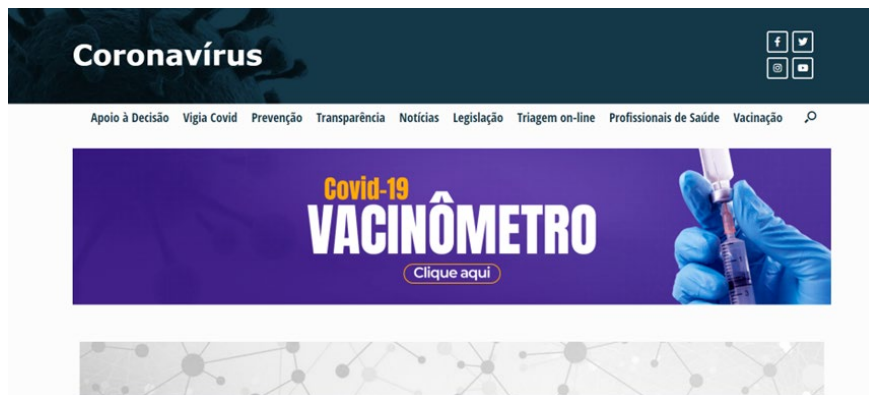 Coronavírus
Apoio à Decisão Vigia Covid Prevenção Transparência Notícias Legislação Triagem on-line Profissionais de Saúde Vacinação
Covid-19
VACINÔMETRO
Clique aqui